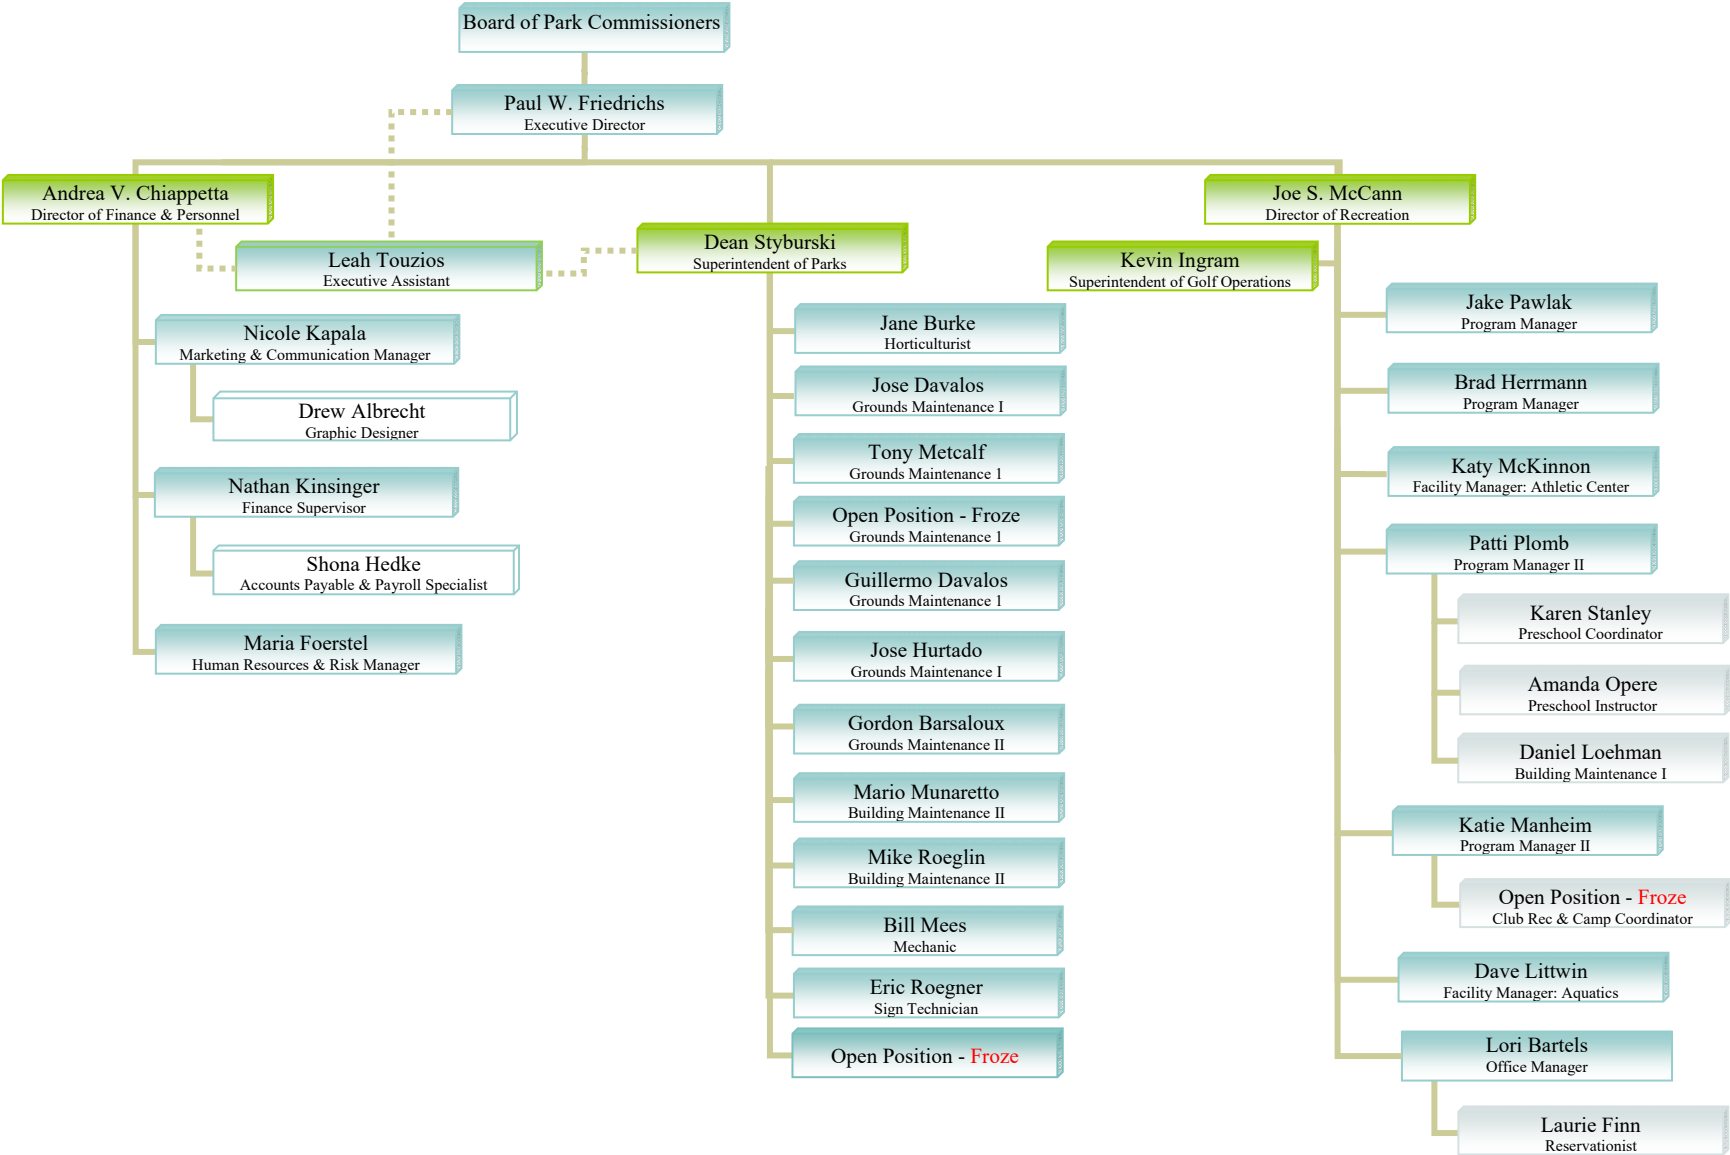 Board of Park Commissioners
Paul W. Friedrichs
Executive Director
Andrea V. Chiappetta
Director of Finance & Personnel
Leah Touzios
Executive Assistant
Nicole Kapala
Marketing & Communication Manager
Drew Albrecht
Graphic Designer
Nathan Kinsinger
Finance Supervisor
Shona Hedke
Accounts Payable & Payroll Specialist
Maria Foerstel
Human Resources & Risk Manager
Dean Styburski
Superintendent of Parks
Jane Burke
Horticulturist
Jose Davalos
Grounds Maintenance I
Tony Metcalf
Grounds Maintenance 1
Open Position - Froze
Grounds Maintenance 1
Guillermo Davalos
Grounds Maintenance 1
Jose Hurtado
Grounds Maintenance I
Gordon Barsaloux
Grounds Maintenance II
Mario Munaretto
Building Maintenance II
Mike Roeglin
Building Maintenance II
Bill Mees
Mechanic
Eric Roegner
Sign Technician
Open Position - Froze
Joe S. McCann
Director of Recreation
Kevin Ingram
Superintendent of Golf Operations
Jake Pawlak
Program Manager
Brad Herrmann
Program Manager
Katy McKinnon
Facility Manager: Athletic Center
Patti Plomb
Program Manager II
Karen Stanley
Preschool Coordinator
Amanda Opere
Preschool Instructor
Daniel Loehman
Building Maintenance I
Katie Manheim
Program Manager II
Open Position - Froze
Club Rec & Camp Coordinator
Dave Littwin
Facility Manager: Aquatics
Lori Bartels
Office Manager
Laurie Finn
Reservationist